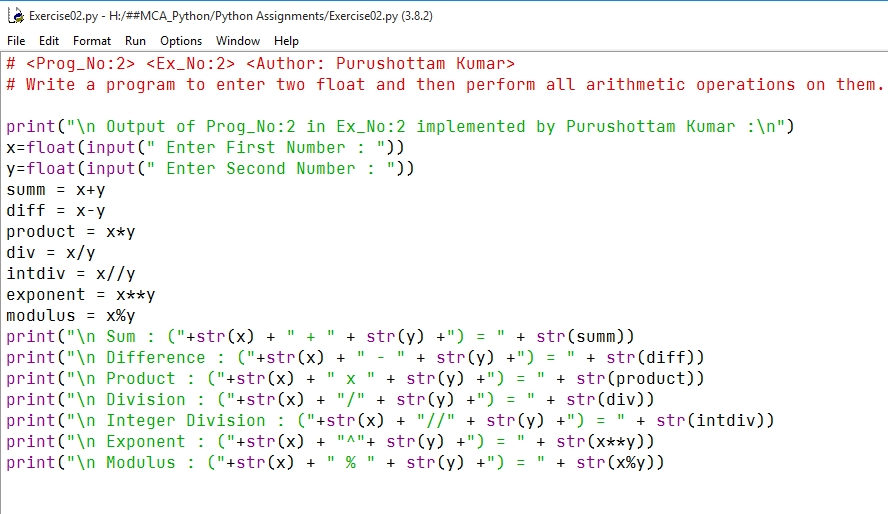 Exercise02.py - H:/##MCA_Python/Python Assignments/Exercise02.py (3.8.2)
File Edit Format Run Options Window Help
# <Prog_No:2> <Ex_No:2> <Author: Purushottam Kumar>
# Write a program to enter two float and then perform all arithmetic operations on them.
print("\n Output of Prog_No:2 in Ex_No:2 implemented by Purushottam Kumar :\n")
x=float(input(" Enter First Number : "))
y=float(input(" Enter Second Number : "))
summ = x+y
diff = x-y
product = x*y
div = x/y
intdiv = x//y
exponent = x**y
modulus = x%y
print("\n Sum : ("+str(x) + " + " + str(y) +") = " + str(summ))
print("\n Difference : ("+str(x) + " - " + str(y) +") = " + str(diff))
print("\n Product : ("+str(x) + " x " + str(y) +") = " + str(product))
print("\n Division : ("+str(x) + "/" + str(y) +") = " + str(div))
print("\n Integer Division : ("+str(x) + "//" + str(y) +") = " + str(intdiv))
print("\n Exponent : ("+str(x) + "^"+ str(y) +") = " + str(x**y))
print("\n Modulus : ("+str(x) + " % " + str(y) +") = " + str(x%y))